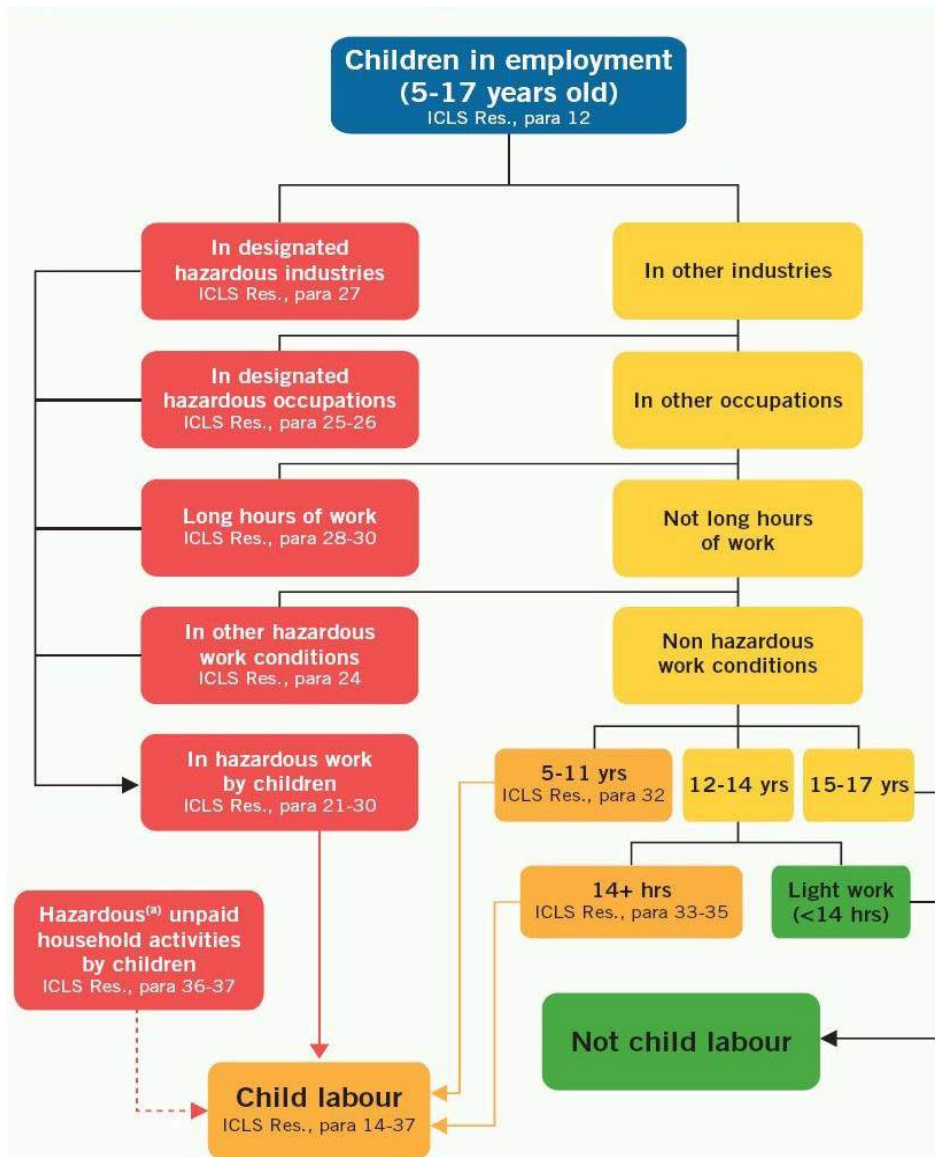 Children in employment
(5-17 years old)
ICLS Res., para 12
In designated
hazardous industries
ICLS Res., para 27
In other industries
In designated
hazardous occupations
ICLS Res., para 25-26
In other occupations
Long hours of work
ICLS Res., para 28-30
Not long hours
of work
In other hazardous
work conditions
ICLS Res., para 24
Non hazardous
work conditions
In hazardous work
by children
ICLS Res., para 21-30
5-11 yrs
ICLS Res., para 32
12-14 yrs
15-17 yrs
14+ hrs
ICLS Res., para 33-35
Light work
(<14 hrs)
Hazardous(a) unpaid
household activities
by children
ICLS Res., para 36-37
Not child labour
Child labour
ICLS Res., para 14-37